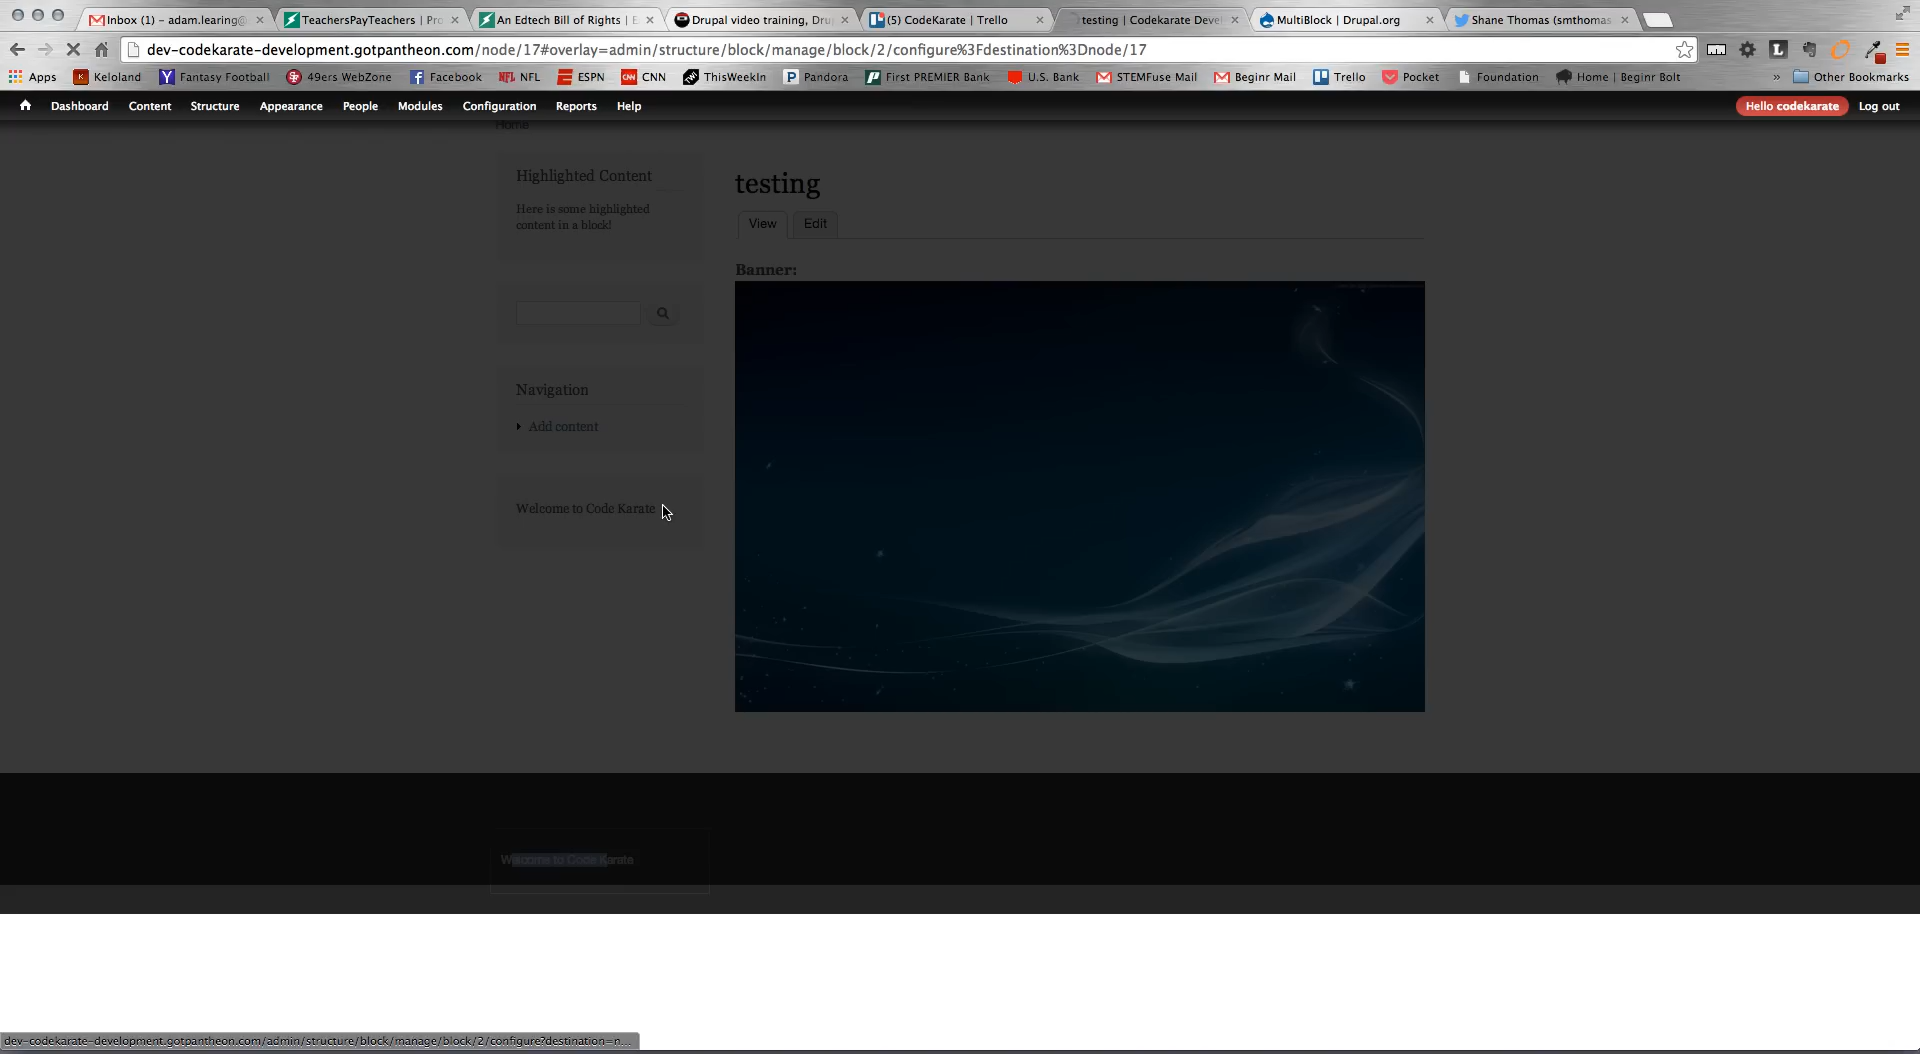 Inbox (1) – adam.learing@
TeachersPayTeachers | Pro
An Edtech Bill of Rights | E
Drupal video training, Dru
(5) CodeKarate | Trello
testing | Codekarate Devel
MultiBlock | Drupal.org
Shane Thomas (smthomas
dev-codekarate-development.gotpantheon.com/node/17#overlay=admin/structure/block/manage/block/2/configure%3Fdestination%3Dnode/17
Apps Keloland Fantasy Football 49ers WebZone Facebook NFL ESPN CNN ThisWeekIn Pandora First PREMIER Bank U.S. Bank STEMFuse Mail Beginr Mail Trello Pocket Foundation Home | Beginr Bolt » Other Bookmarks
Dashboard Content Structure Appearance People Modules Configuration Reports Help Hello codekarate Log out
Home
Highlighted Content
Here is some highlighted
content in a block!
Navigation
Add content
Welcome to Code Karate
testing
View Edit
Banner:
Welcome to Code Karate
dev-codekarate-development.gotpantheon.com/admin/structure/block/manage/block/2/configure?destination=n...